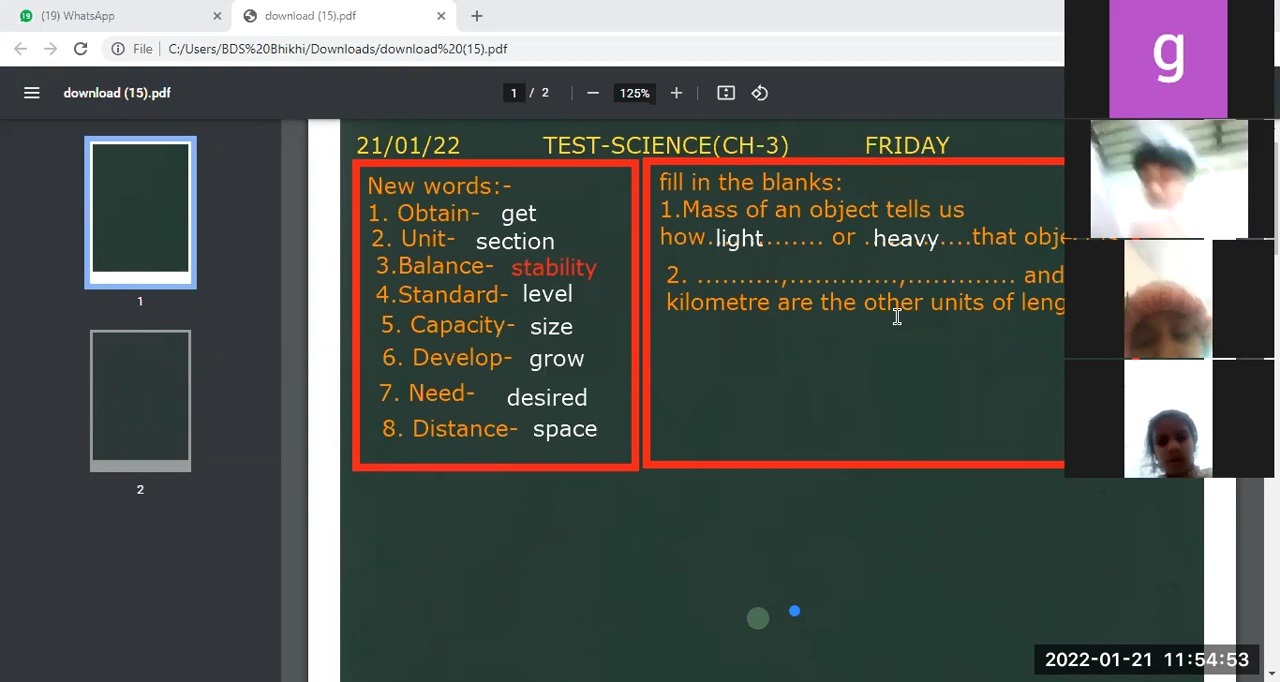 (19) WhatsApp
download (15).pdf
File C:/Users/BDS%20Bhikhi/Downloads/download%20(15).pdf
download (15).pdf
1 / 2
125%
g
21/01/22 TEST-SCIENCE(CH-3) FRIDAY
New words:-
1. Obtain- get
2. Unit- section
3.Balance- stability
4.Standard- level
5. Capacity- size
6. Develop- grow
7. Need- desired
8. Distance- space
fill in the blanks:
1.Mass of an object tells us
how..light.......... or ..heavy....that
2. ..........,.............,............. and
kilometre are the other units of
1
2
2022-01-21 11:54:53